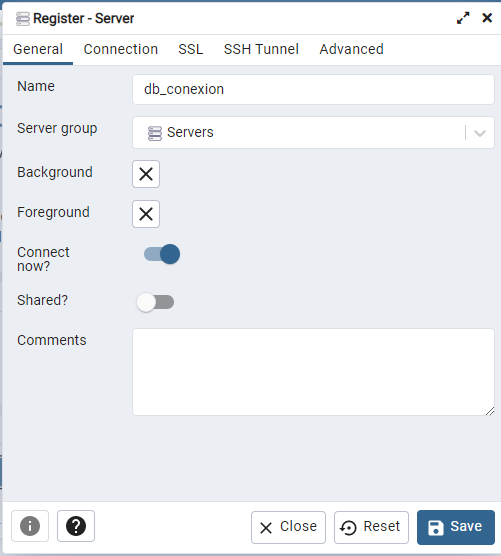 Register - Server
General Connection SSL SSH Tunnel Advanced
Name db_conexion
Server group Servers
Background
Foreground
Connect
now?
Shared?
Comments
Close Reset Save